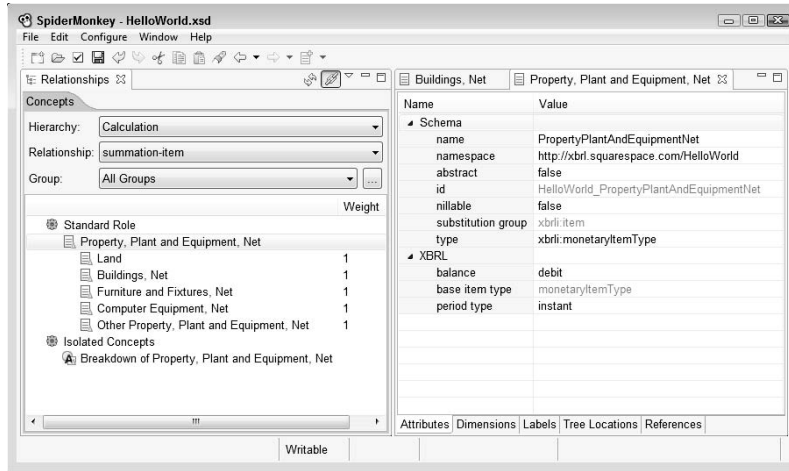 SpiderMonkey - HelloWorld.xsd
File Edit Configure Window Help
Relationships
Concepts
Hierarchy: Calculation
Relationship: summation-item
Group: All Groups ...
Weight
Standard Role
Property, Plant and Equipment, Net
Land 1
Buildings, Net 1
Furniture and Fixtures, Net 1
Computer Equipment, Net 1
Other Property, Plant and Equipment, Net 1
Isolated Concepts
A Breakdown of Property, Plant and Equipment, Net
Buildings, Net Property, Plant and Equipment, Net
Name Value
Schema
name PropertyPlantAndEquipmentNet
namespace http://xbrl.squarespace.com/HelloWorld
abstract false
id HelloWorld_PropertyPlantAndEquipmentNet
nillable false
substitution group xbrli:item
type xbrli:monetaryItemType
XBRL
balance debit
base item type monetaryItemType
period type instant
Attributes Dimensions Labels Tree Locations References
Writable